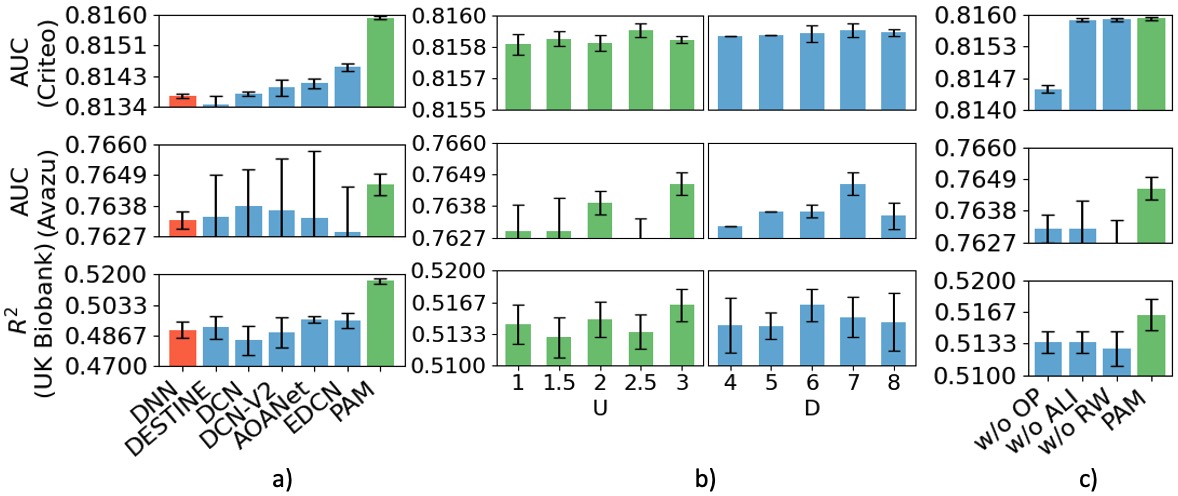 AUC
(Criteo)
0.8160
0.8151
0.8143
0.8134
0.8160
0.8158
0.8157
0.8155
0.8160
0.8153
0.8147
0.8140
AUC
(Avazu)
0.7660
0.7649
0.7638
0.7627
0.7660
0.7649
0.7638
0.7627
0.7660
0.7649
0.7638
0.7627
R²
(UK Biobank)
0.5200
0.5033
0.4867
0.4700
0.5200
0.5167
0.5133
0.5100
0.5200
0.5167
0.5133
0.5100
DNN
DESTINE
DCN
DCN-V2
AOANet
EDCN
PAM
1 1.5 2 2.5 3
U
4 5 6 7 8
D
w/o OP
w/o ALI
w/o RW
PAM
a) b) c)